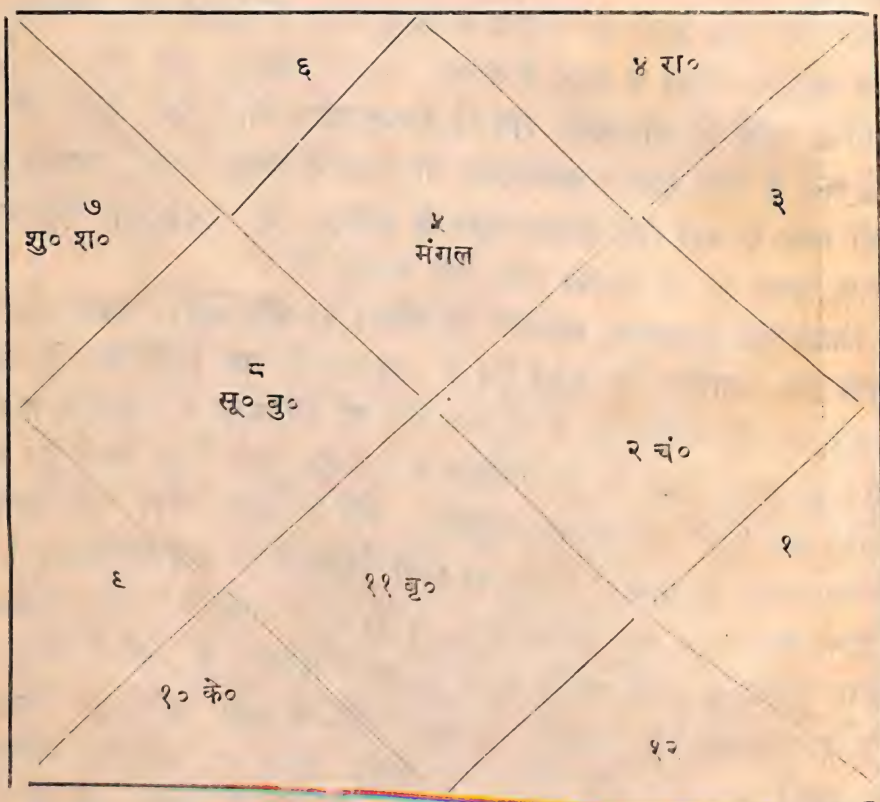 ६
४ रा०
३
७
शु० श०
५
मंगल
८
सू० बु०
२ चं०
१
९
११ बृ०
१० के०
१२